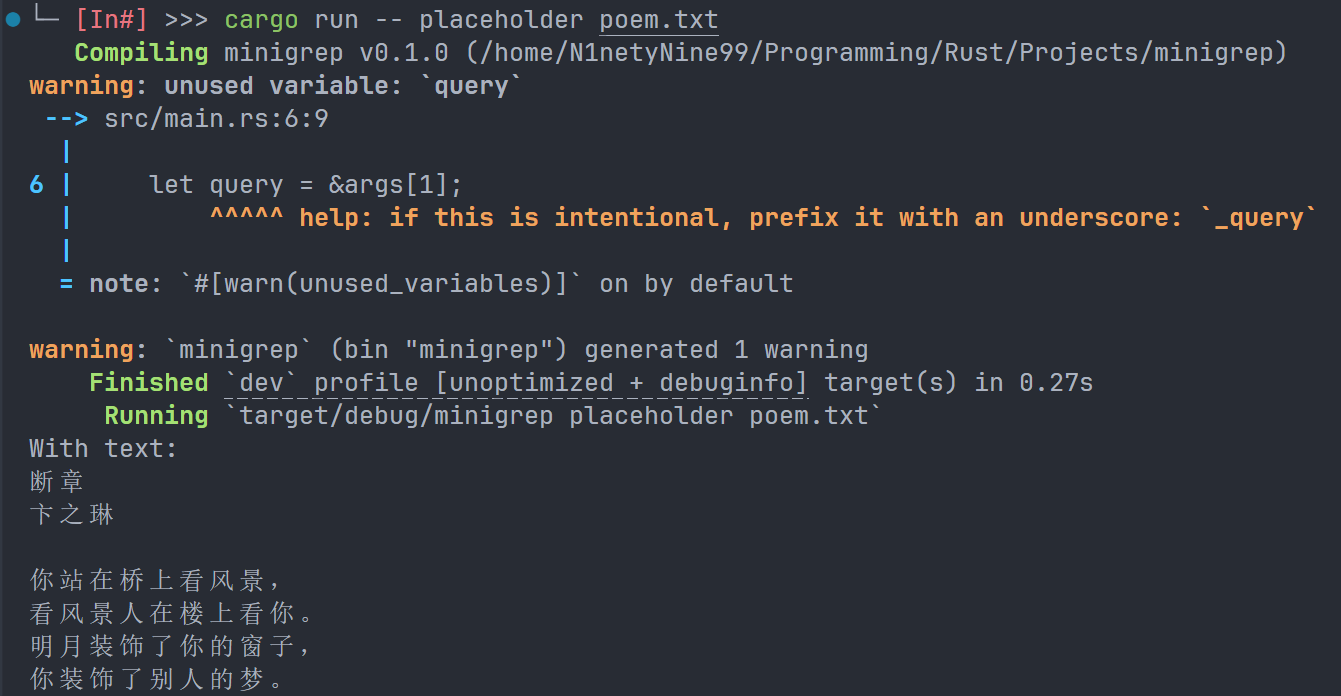 └─ [In#] >>> cargo run -- placeholder poem.txt
   Compiling minigrep v0.1.0 (/home/N1netyNine99/Programming/Rust/Projects/minigrep)
warning: unused variable: `query`
 --> src/main.rs:6:9
  |
6 |     let query = &args[1];
  |         ^^^^^ help: if this is intentional, prefix it with an underscore: `_query`
  |
  = note: `#[warn(unused_variables)]` on by default

warning: `minigrep` (bin "minigrep") generated 1 warning
    Finished `dev` profile [unoptimized + debuginfo] target(s) in 0.27s
     Running `target/debug/minigrep placeholder poem.txt`
With text:
断章
卞之琳

你站在桥上看风景，
看风景人在楼上看你。
明月装饰了你的窗子，
你装饰了别人的梦。